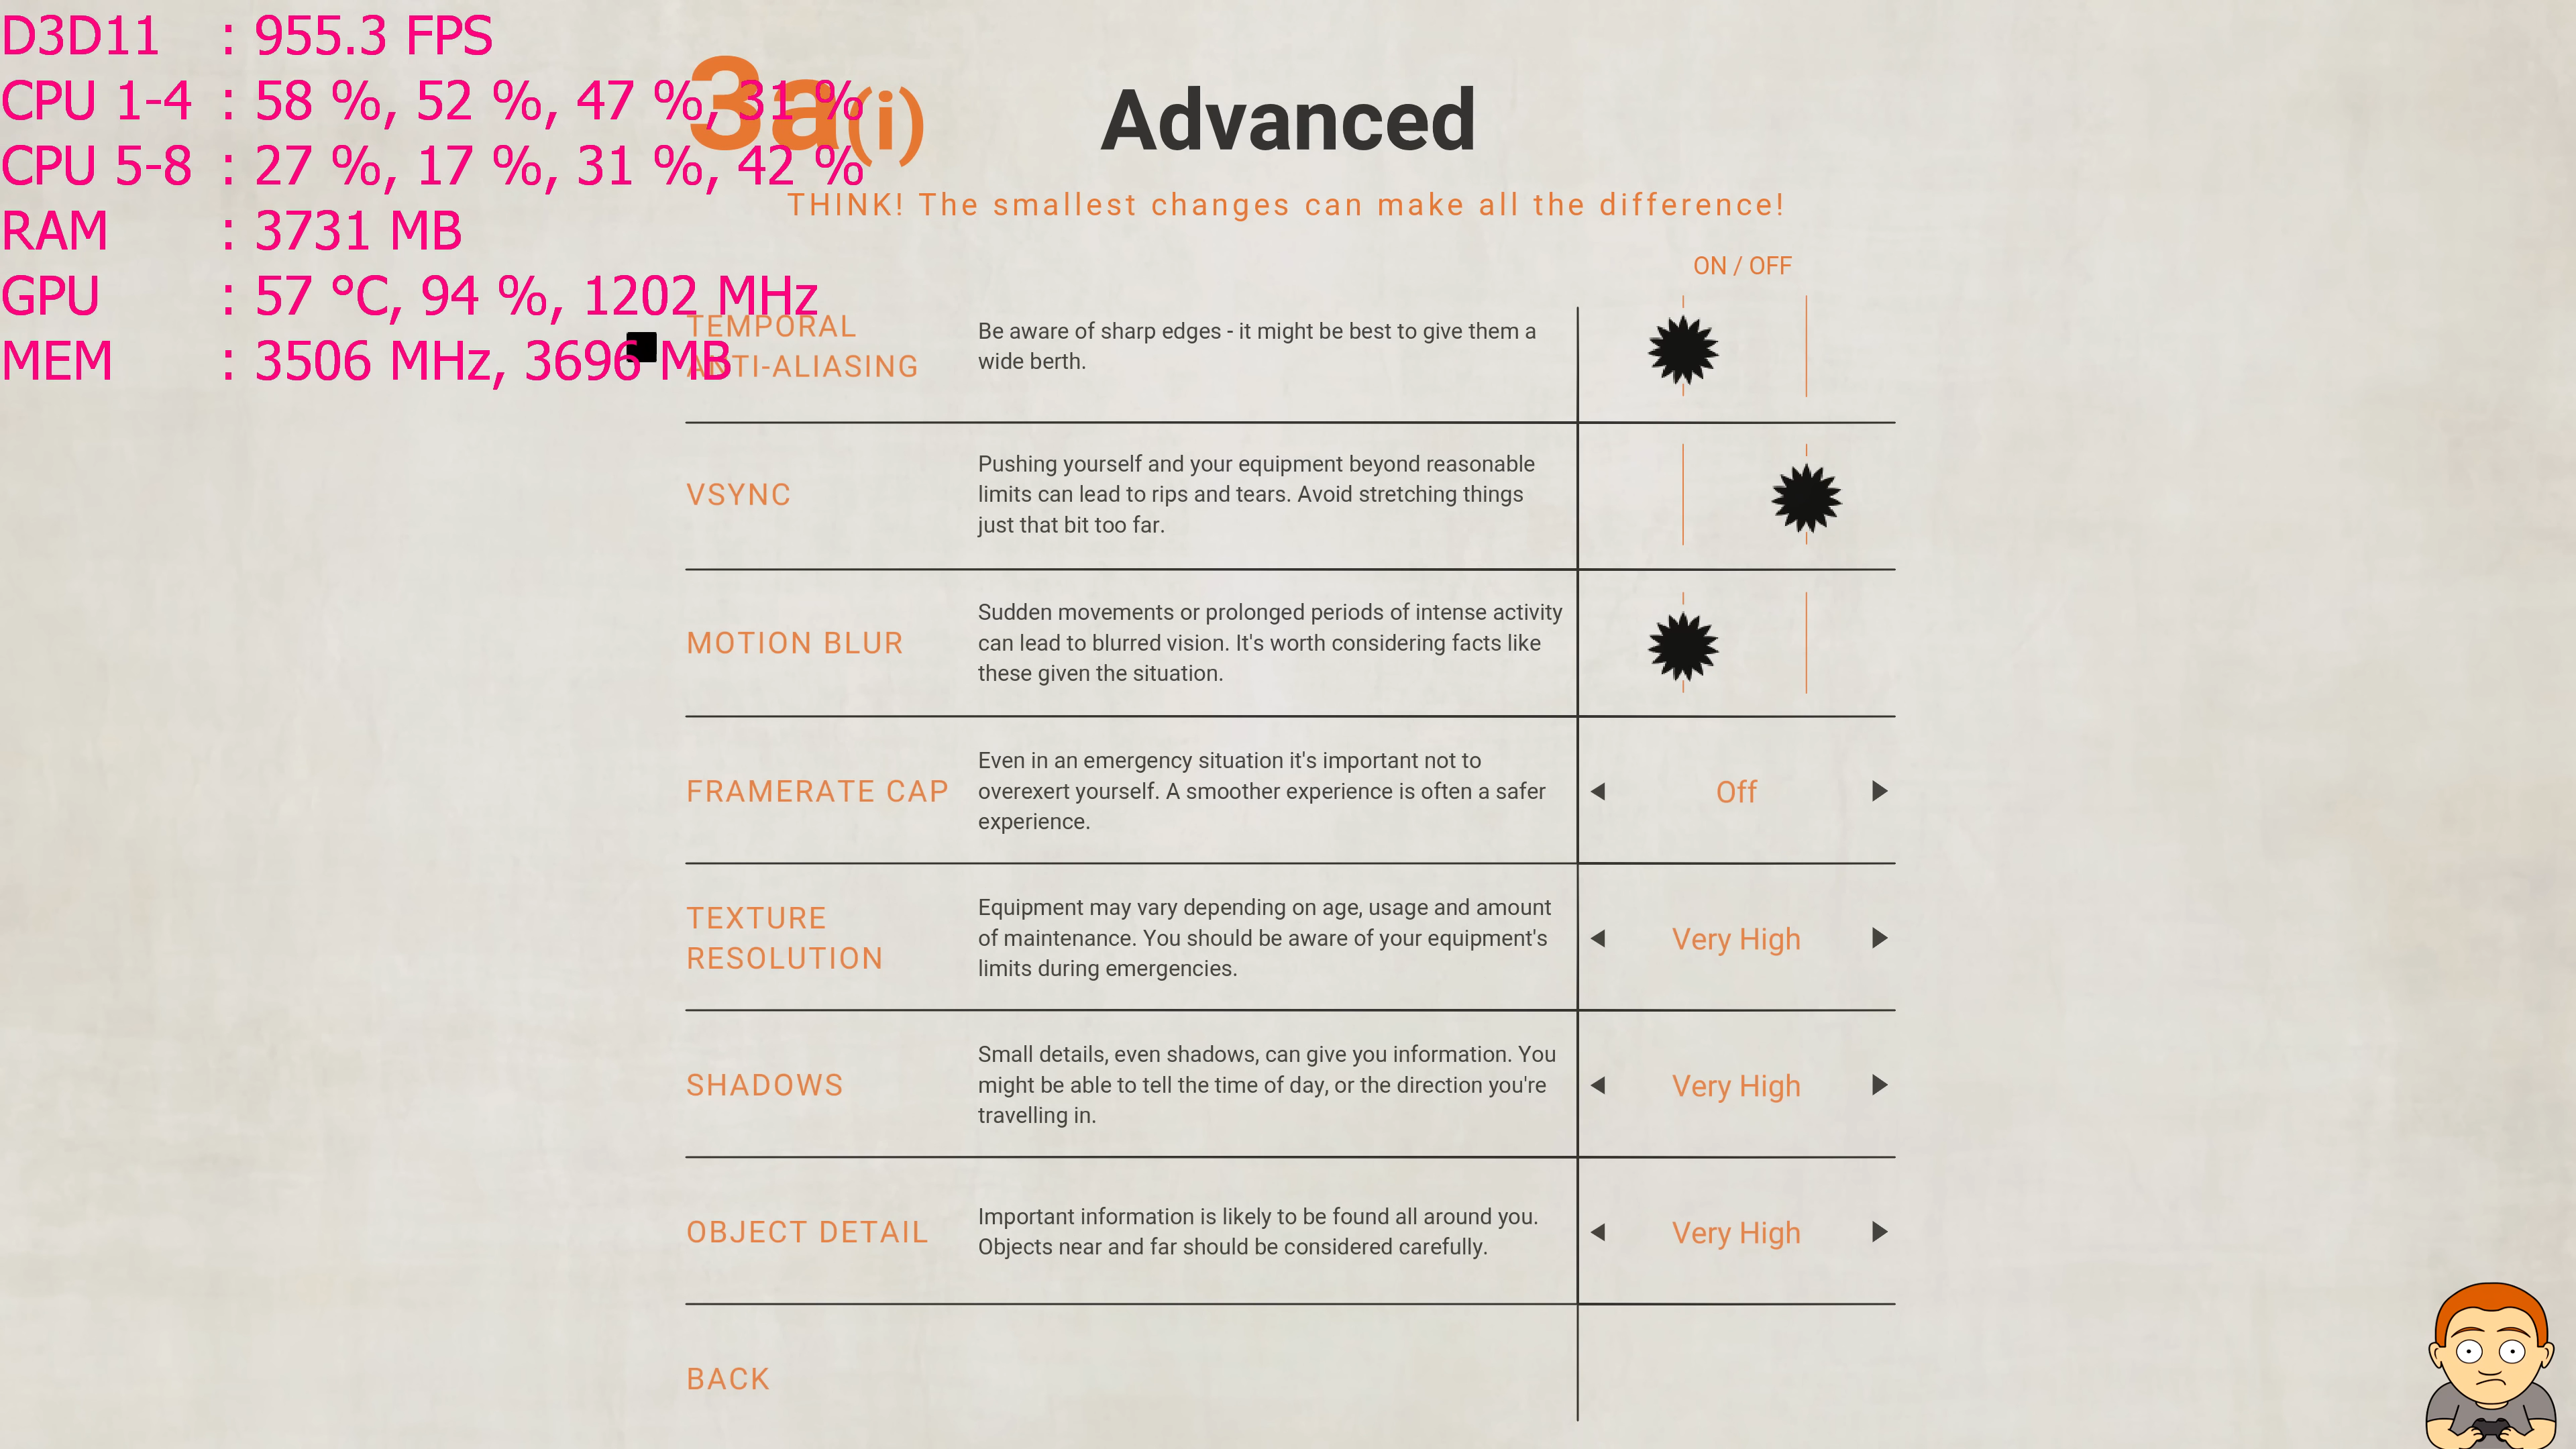 D3D11 : 955.3 FPS
CPU 1-4 : 58 %, 52 %, 47 %, 31 %
CPU 5-8 : 27 %, 17 %, 31 %, 42 %
RAM : 3731 MB
GPU : 57 °C, 94 %, 1202 MHz
MEM : 3506 MHz, 3696 MB
3a(i)
Advanced
THINK! The smallest changes can make all the difference!
ON / OFF
TEMPORAL
ANTI-ALIASING
Be aware of sharp edges - it might be best to give them a
wide berth.
VSYNC
Pushing yourself and your equipment beyond reasonable
limits can lead to rips and tears. Avoid stretching things
just that bit too far.
MOTION BLUR
Sudden movements or prolonged periods of intense activity
can lead to blurred vision. It's worth considering facts like
these given the situation.
FRAMERATE CAP
Even in an emergency situation it's important not to
overexert yourself. A smoother experience is often a safer
experience.
Off
TEXTURE
RESOLUTION
Equipment may vary depending on age, usage and amount
of maintenance. You should be aware of your equipment's
limits during emergencies.
Very High
SHADOWS
Small details, even shadows, can give you information. You
might be able to tell the time of day, or the direction you're
travelling in.
Very High
OBJECT DETAIL
Important information is likely to be found all around you.
Objects near and far should be considered carefully.
Very High
BACK